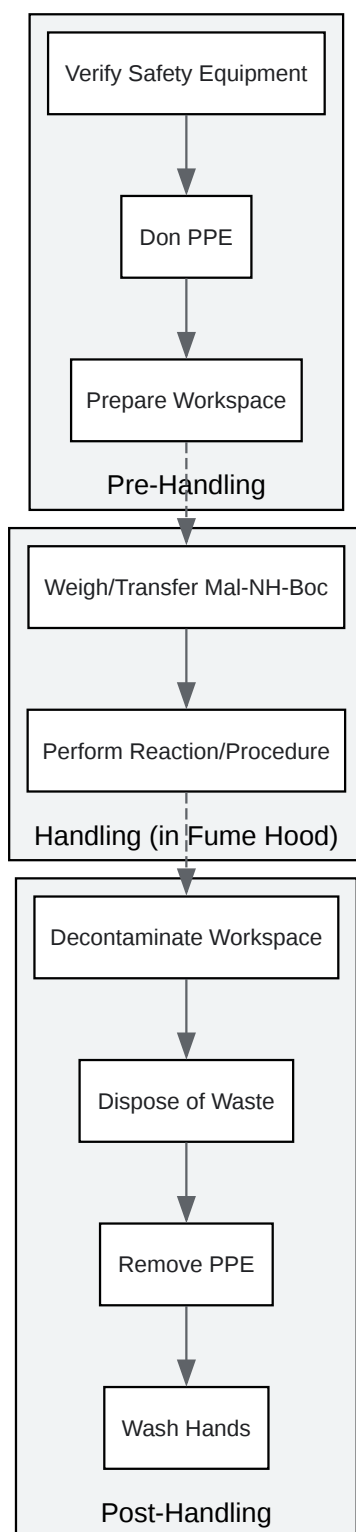 Verify Safety Equipment
Don PPE
Prepare Workspace
Pre-Handling
Weigh/Transfer Mal-NH-Boc
Perform Reaction/Procedure
Handling (in Fume Hood)
Decontaminate Workspace
Dispose of Waste
Remove PPE
Wash Hands
Post-Handling